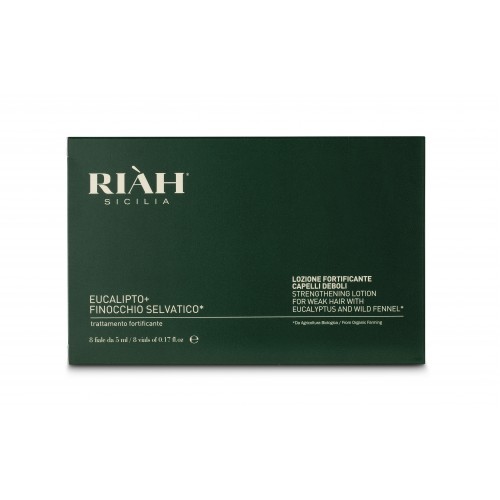 RIÀH®
SICILIA
EUCALIPTO+
FINOCCHIO SELVATICO*
trattamento fortificante
8 fiale da 5 ml / 8 vials of 0.17 fl.oz ℮
LOZIONE FORTIFICANTE
CAPELLI DEBOLI
STRENGTHENING LOTION
FOR WEAK HAIR WITH
EUCALYPTUS AND WILD FENNEL*
*Da Agricoltura Biologica / From Organic Farming